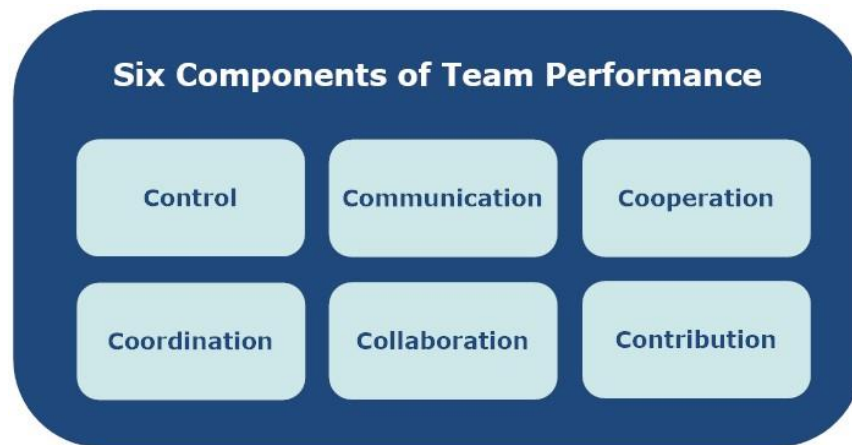 Six Components of Team Performance
Control
Communication
Cooperation
Coordination
Collaboration
Contribution